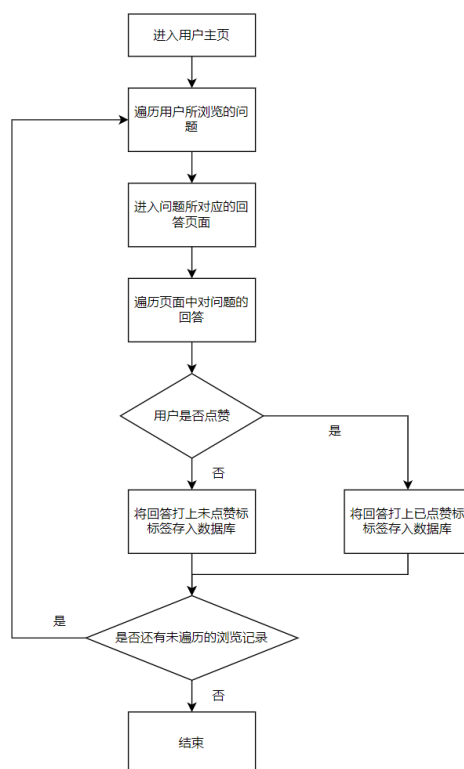 进入用户主页
遍历用户所浏览的问
题
进入问题所对应的回
答页面
遍历页面中对问题的
回答
用户是否点赞
是
否
将回答打上未点赞标
标签存入数据库
将回答打上已点赞标
标签存入数据库
是
是否还有未遍历的浏览记录
否
结束